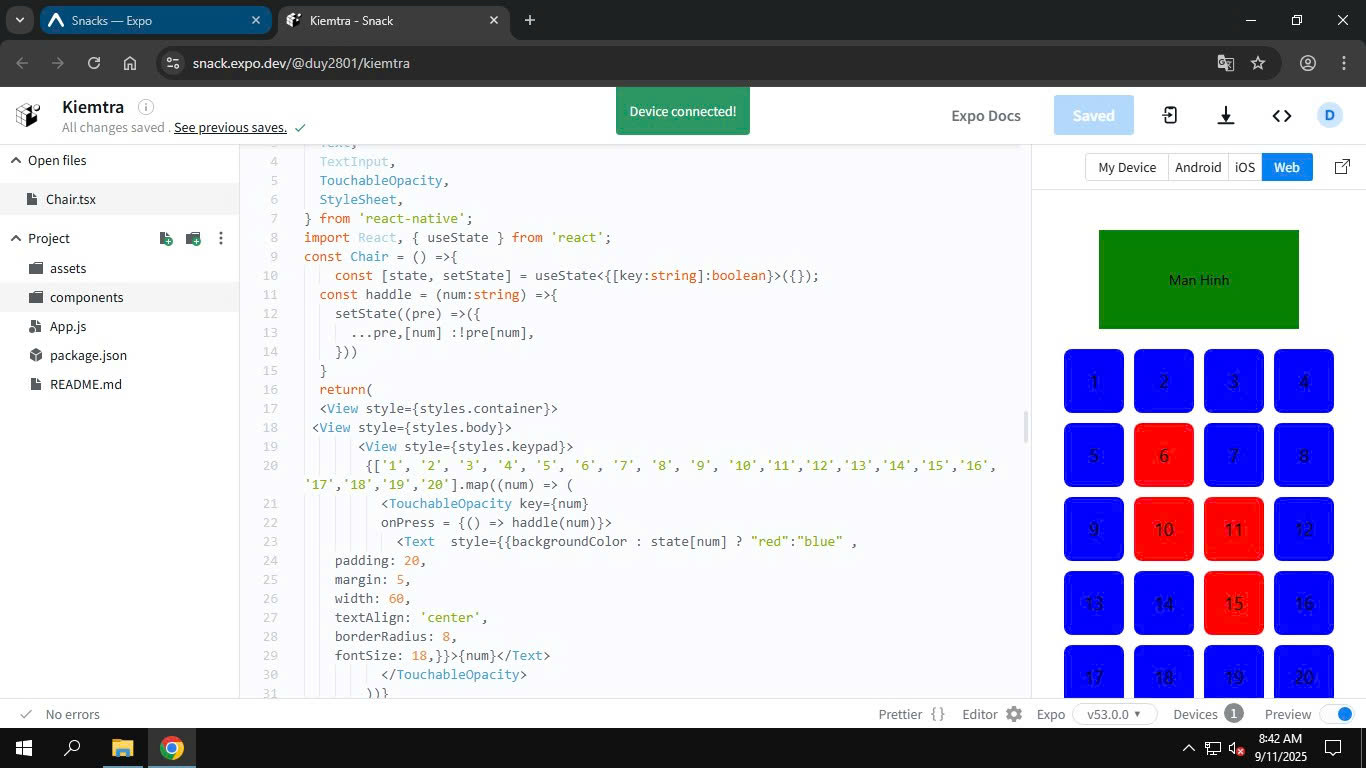 Snacks — Expo
Kiemtra - Snack
snack.expo.dev/@duy2801/kiemtra
Kiemtra
All changes saved . See previous saves.
Device connected!
Expo Docs
Saved
D
Open files
Chair.tsx
Project
assets
components
App.js
package.json
README.md
4 TextInput,
5 TouchableOpacity,
6 StyleSheet,
7 } from 'react-native';
8 import React, { useState } from 'react';
9 const Chair = () =>{
10 const [state, setState] = useState<{[key:string]:boolean}>({});
11 const haddle = (num:string) =>{
12 setState((pre) =>({
13 ...pre,[num] :!pre[num],
14 }))
15 }
16 return(
17 <View style={styles.container}>
18 <View style={styles.body}>
19 <View style={styles.keypad}>
20 {['1', '2', '3', '4', '5', '6', '7', '8', '9', '10','11','12','13','14','15','16',
'17','18','19','20'].map((num) => (
21 <TouchableOpacity key={num}
22 onPress = {() => haddle(num)}>
23 <Text style={{backgroundColor : state[num] ? "red":"blue" ,
24 padding: 20,
25 margin: 5,
26 width: 60,
27 textAlign: 'center',
28 borderRadius: 8,
29 fontSize: 18,}}>{num}</Text>
30 </TouchableOpacity>
31 ))}
My Device Android iOS Web
Man Hinh
1 2 3 4
5 6 7 8
9 10 11 12
13 14 15 16
17 18 19 20
No errors
Prettier {} Editor Expo v53.0.0 Devices 1 Preview
8:42 AM
9/11/2025